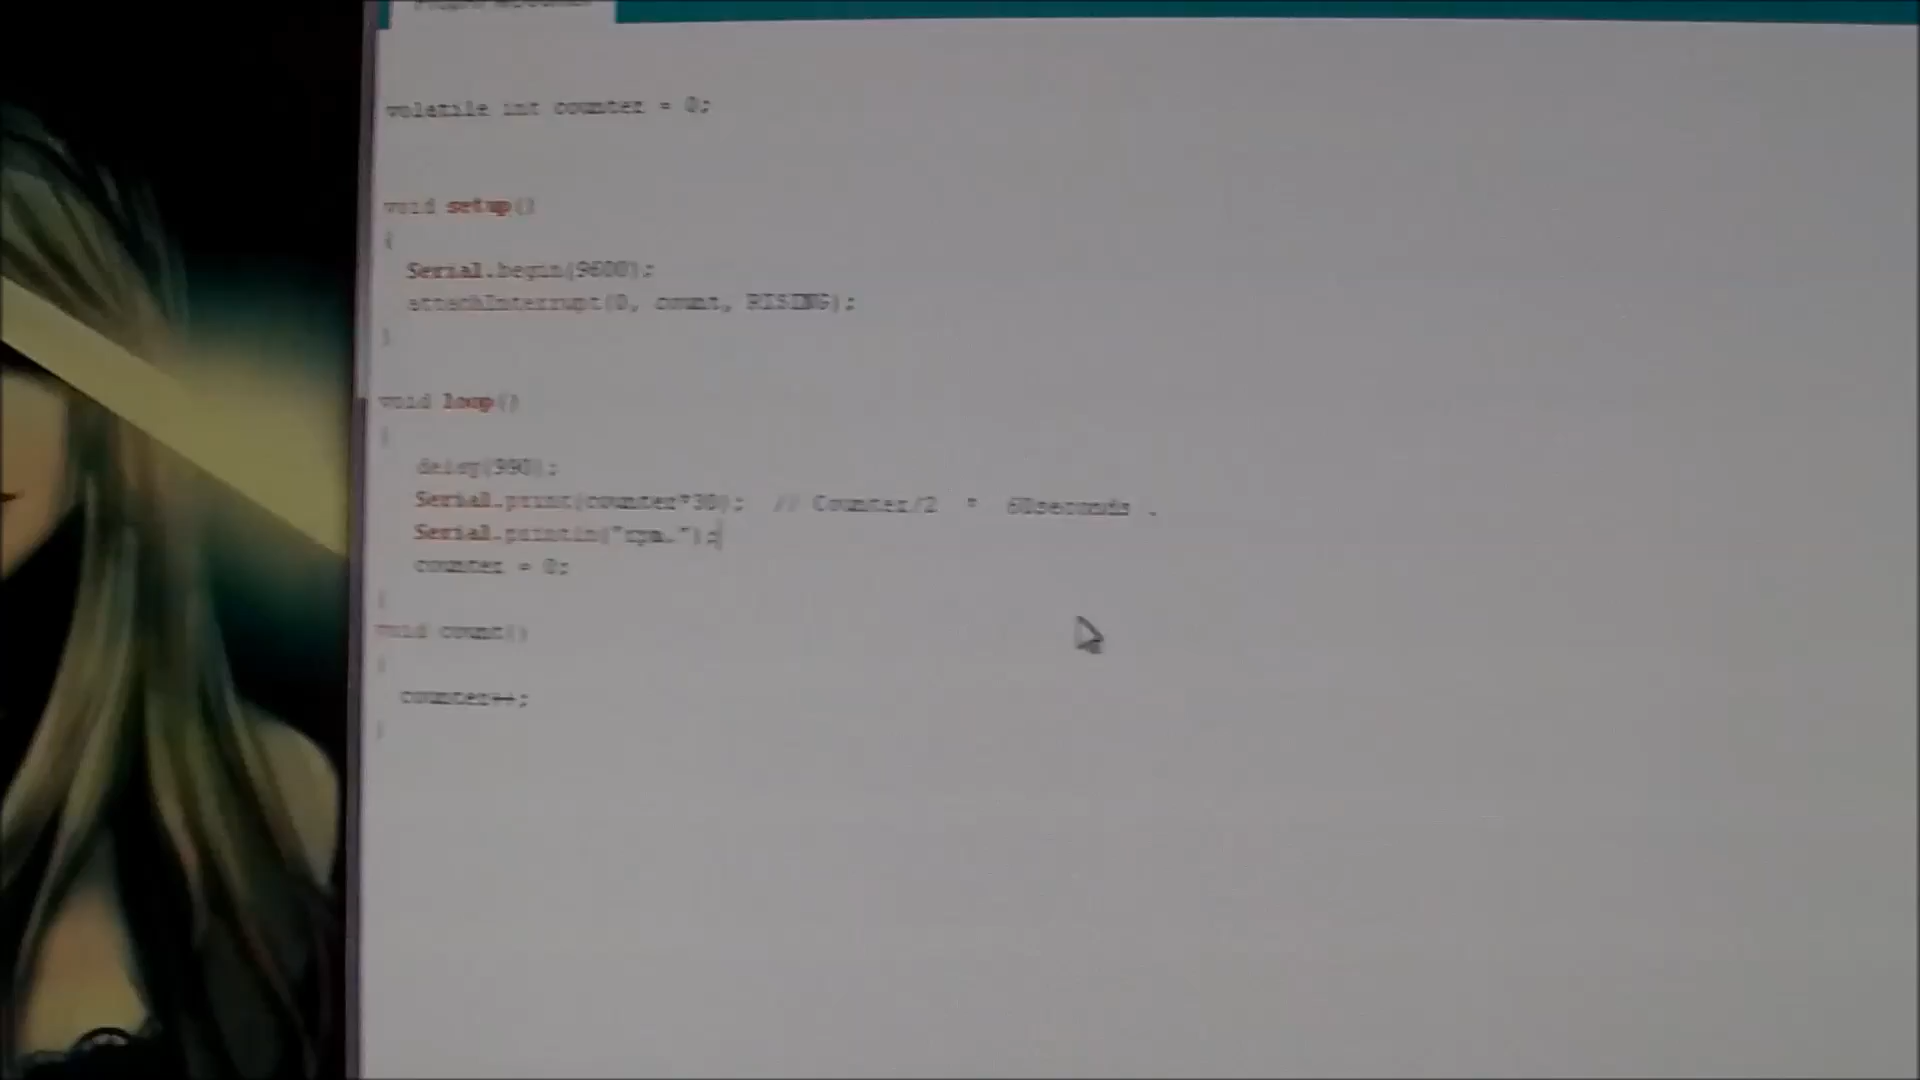 volatile int counter = 0;
void setup()
{
Serial.begin(9600);
attachInterrupt(0, count, RISING);
}
void loop()
{
delay(990);
Serial.print(counter*30); // Counter/2 * 60seconds .
Serial.println("rpm.");
counter = 0;
}
void count()
{
counter++;
}